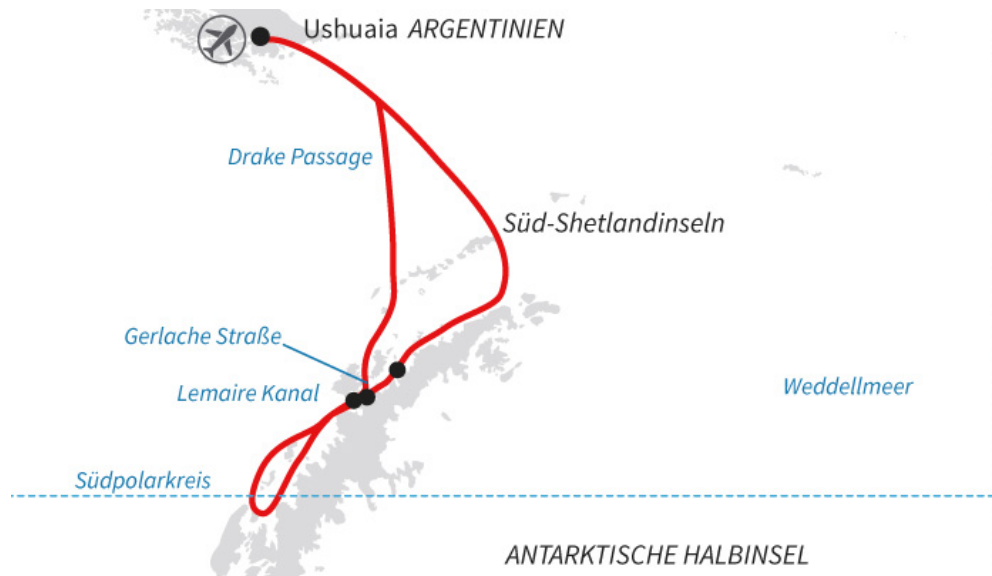 Ushuaia ARGENTINIEN
Drake Passage
Süd-Shetlandinseln
Gerlache Straße
Lemaire Kanal
Weddellmeer
Südpolarkreis
ANTARKTISCHE HALBINSEL